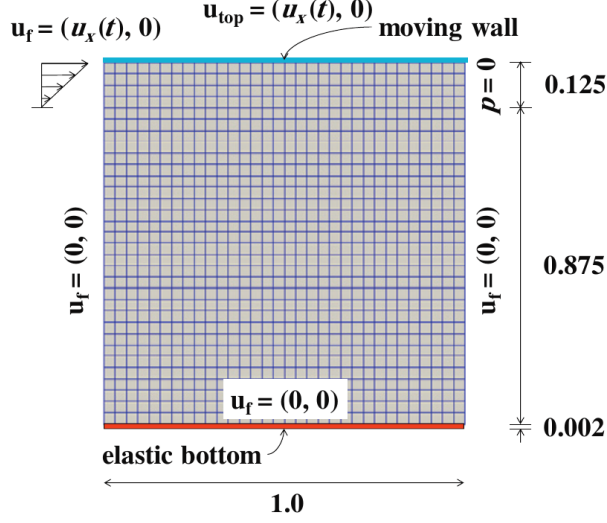 u_top = (u_x(t), 0)
u_f = (u_x(t), 0)
moving wall
p = 0
0.125
u_f = (0, 0)
u_f = (0, 0)
0.875
u_f = (0, 0)
0.002
elastic bottom
1.0